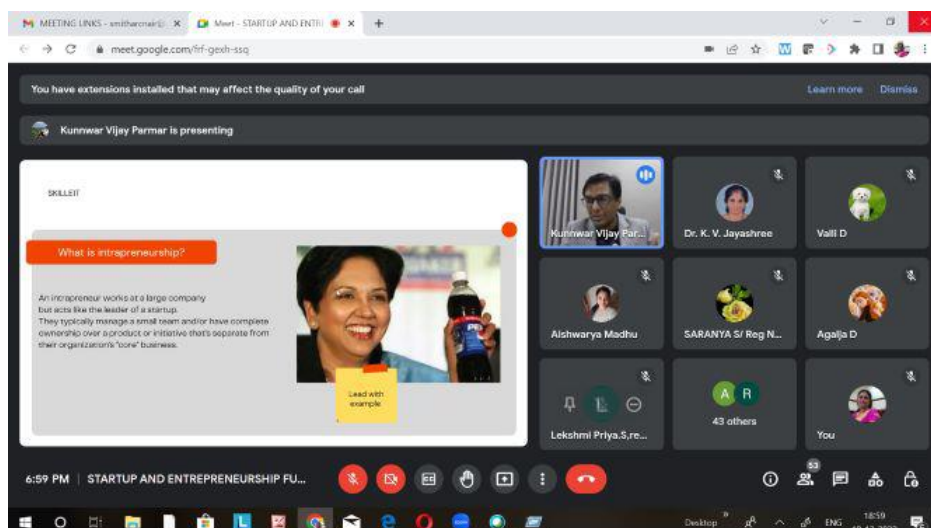 MEETING LINKS - smitharcnair@
Meet - STARTUP AND ENTRE
meet.google.com/frf-gexh-ssq
You have extensions installed that may affect the quality of your call
Learn more Dismiss
Kunnwar Vijay Parmar is presenting
SKILLEIT
What is intrapreneurship?
An intrapreneur works at a large company
but acts like the leader of a startup.
They typically manage a small team and/or have complete
ownership over a product or initiative that's separate from
their organization's "core" business.
Lead with
example
Kunnwar Vijay Par...
Dr. K. V. Jayashree
Valli D
Aishwarya Madhu
SARANYA S/ Reg N...
Agalja D
Lekshmi Priya.S,re...
A R
43 others
You
6:59 PM | STARTUP AND ENTREPRENEURSHIP FU...
53
Desktop
ENG
18:59